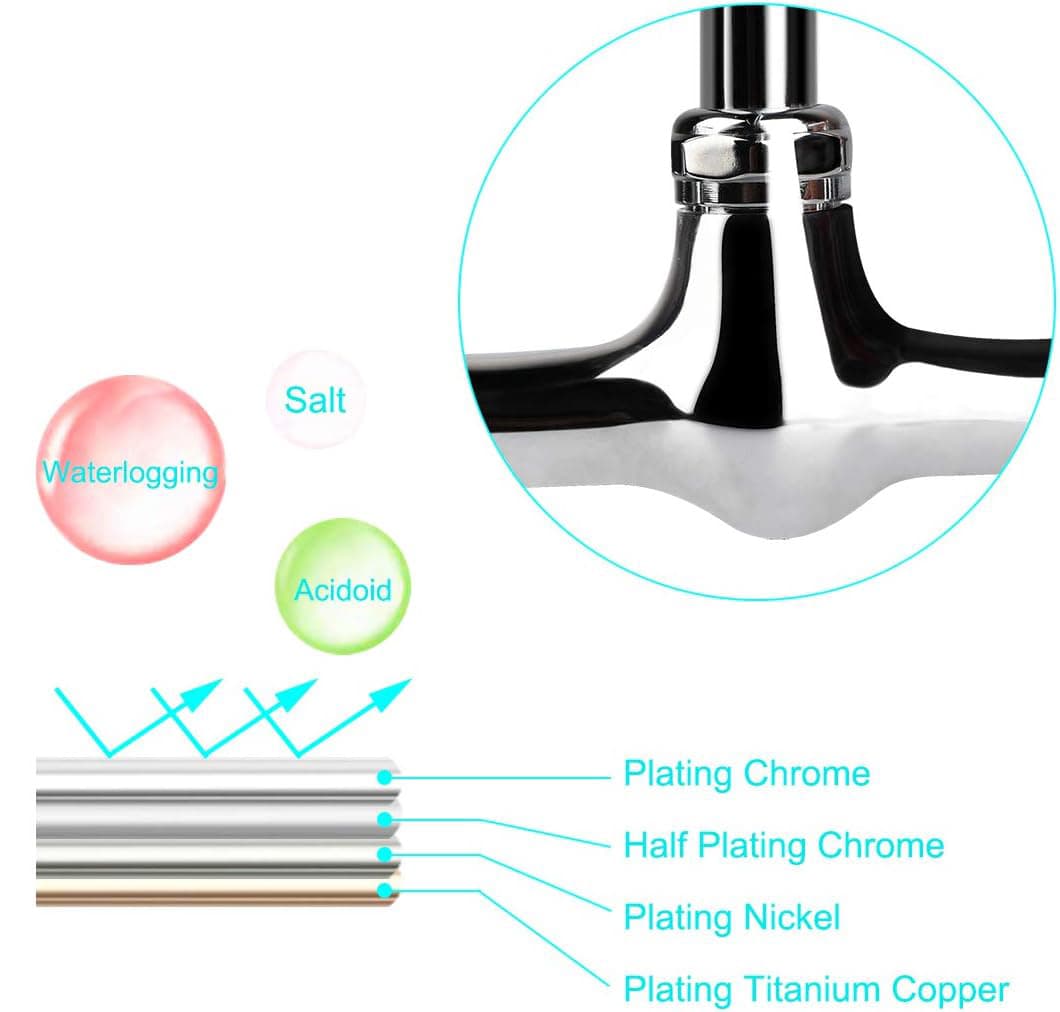 Salt
Waterlogging
Acidoid
Plating Chrome
Half Plating Chrome
Plating Nickel
Plating Titanium Copper